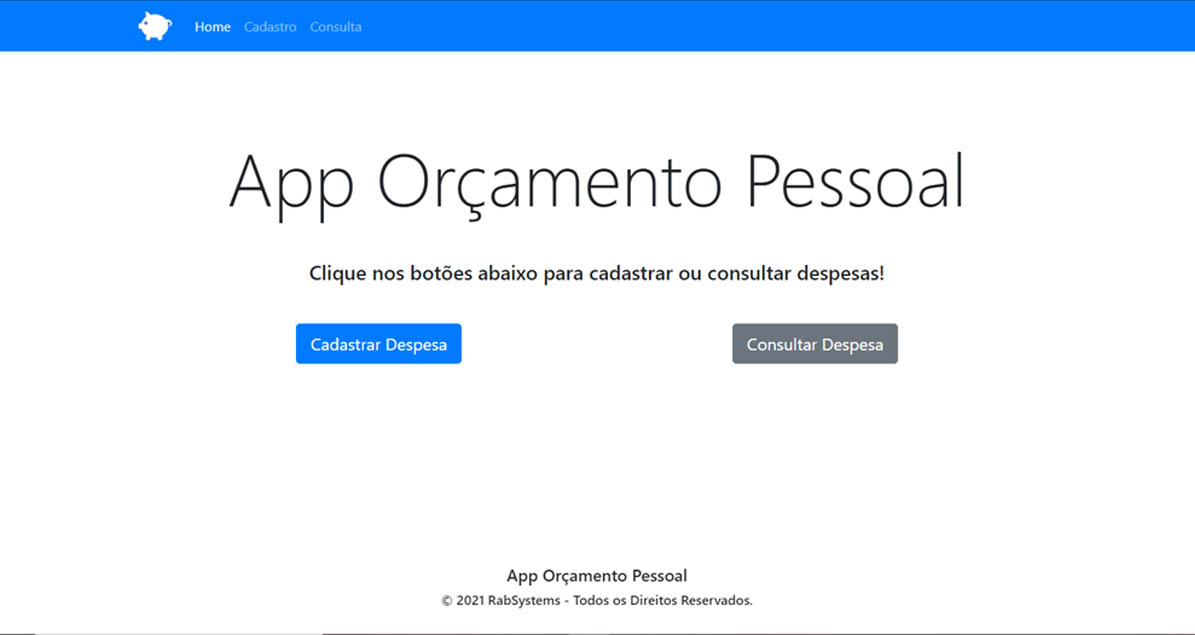 Home Cadastro Consulta
App Orçamento Pessoal
Clique nos botões abaixo para cadastrar ou consultar despesas!
Cadastrar Despesa Consultar Despesa
App Orçamento Pessoal
© 2021 RabSystems - Todos os Direitos Reservados.